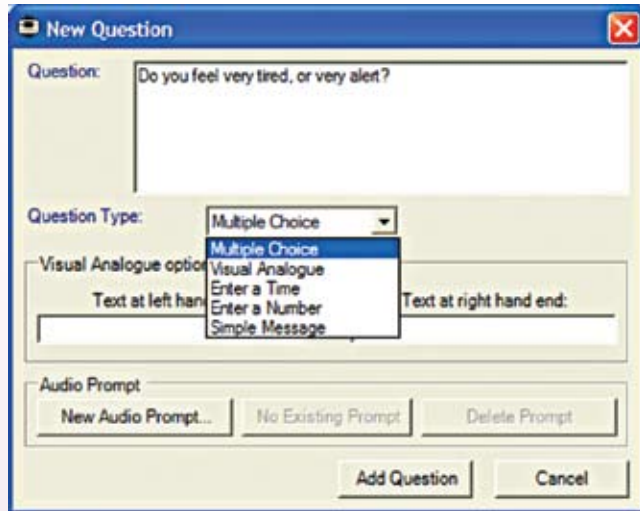 New Question
Question: Do you feel very tired, or very alert?
Question Type: Multiple Choice
Multiple Choice
Visual Analogue
Enter a Time
Enter a Number
Simple Message
Visual Analogue
Text at left Text at right hand end:
Audio Prompt
New Audio Prompt... No Existing Prompt Delete Prompt
Add Question Cancel